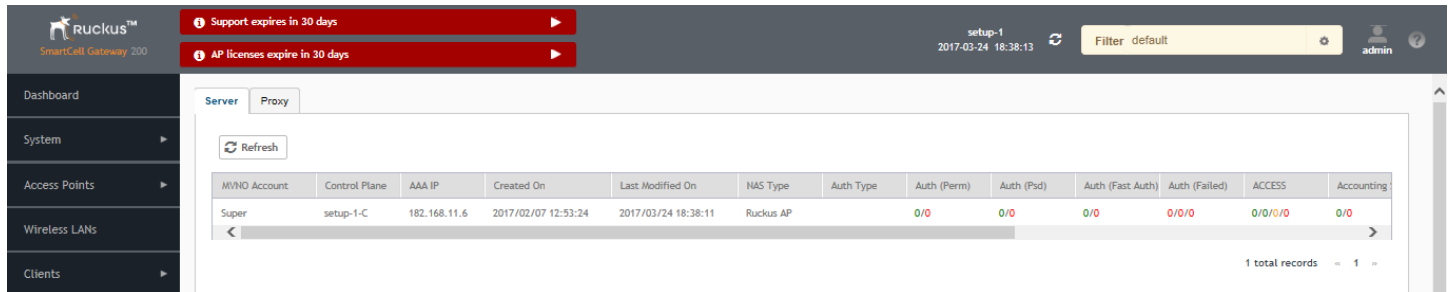 Ruckus™
SmartCell Gateway 200
Support expires in 30 days
AP licenses expire in 30 days
setup-1
2017-03-24 18:38:13
Filter default
admin
Dashboard
System
Access Points
Wireless LANs
Clients
Server Proxy
Refresh
MVNO Account Control Plane AAA IP Created On Last Modified On NAS Type Auth Type Auth (Perm) Auth (Psd) Auth (Fast Auth) Auth (Failed) ACCESS Accounting
Super setup-1-C 192.168.11.6 2017/02/07 12:53:24 2017/03/24 18:38:11 Ruckus AP 0/0 0/0 0/0 0/0/0 0/0/0/0 0/0
1 total records « 1 »